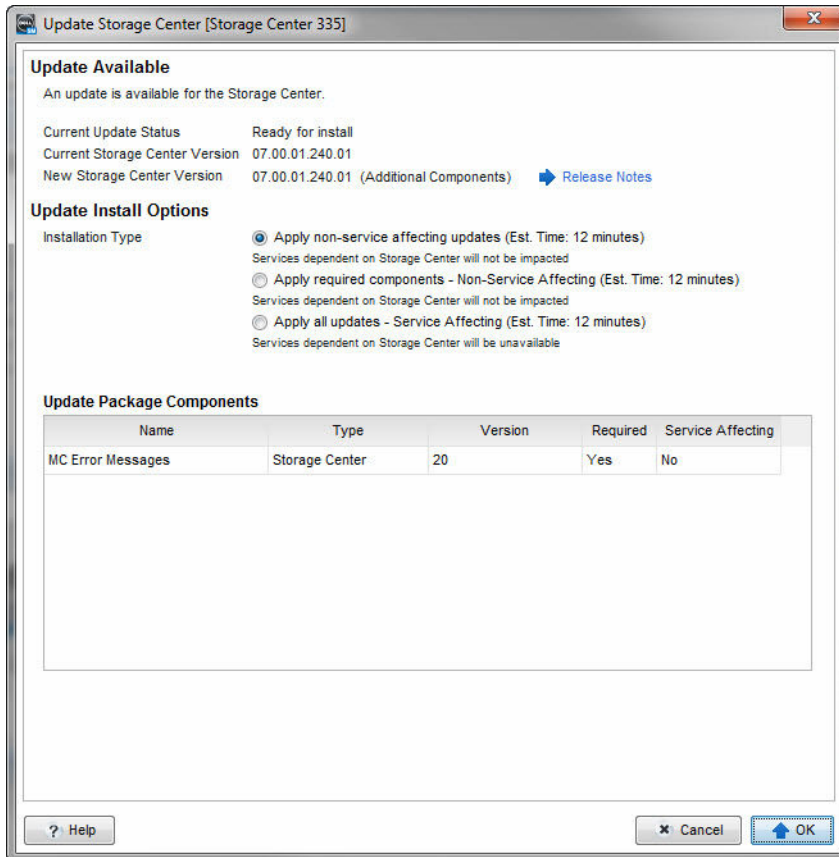 Update Storage Center [Storage Center 335]
Update Available
An update is available for the Storage Center.
Current Update Status Ready for install
Current Storage Center Version 07.00.01.240.01
New Storage Center Version 07.00.01.240.01 (Additional Components) Release Notes
Update Install Options
Installation Type Apply non-service affecting updates (Est. Time: 12 minutes)
Services dependent on Storage Center will not be impacted
Apply required components - Non-Service Affecting (Est. Time: 12 minutes)
Services dependent on Storage Center will not be impacted
Apply all updates - Service Affecting (Est. Time: 12 minutes)
Services dependent on Storage Center will be unavailable
Update Package Components
Name Type Version Required Service Affecting
MC Error Messages Storage Center 20 Yes No
? Help Cancel OK